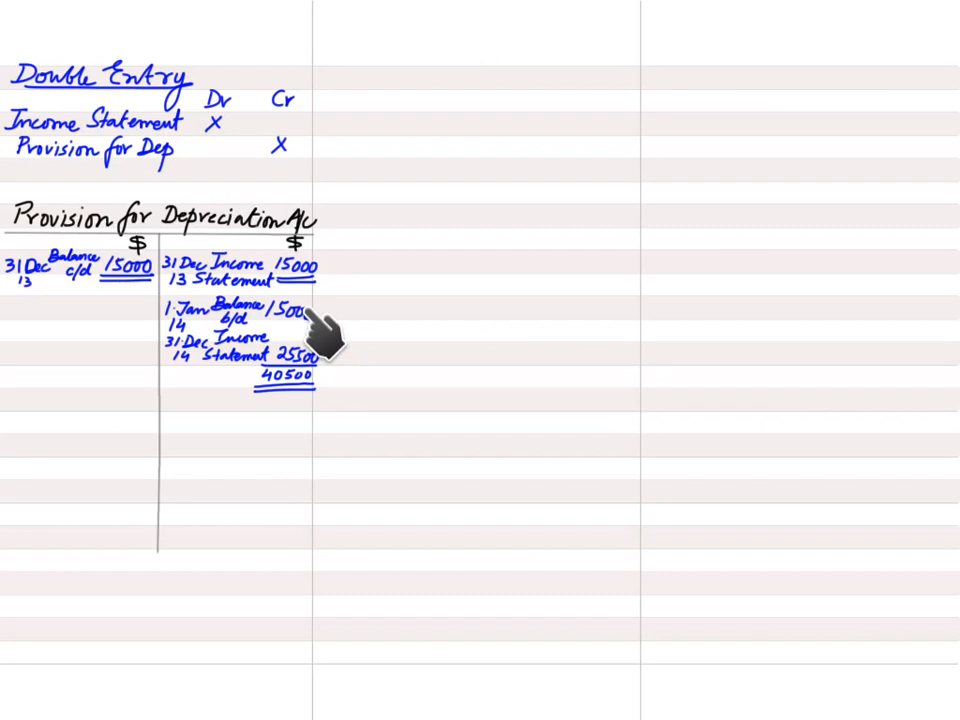 Double Entry
Dr Cr
Income Statement X
Provision for Dep X
Provision for Depreciation A/c
$ $
31 Dec Balance 15000 31 Dec Income 15000
13 c/d 13 Statement
1 Jan Balance 1500
14 b/d
31 Dec Income
14 Statement 25500
40500